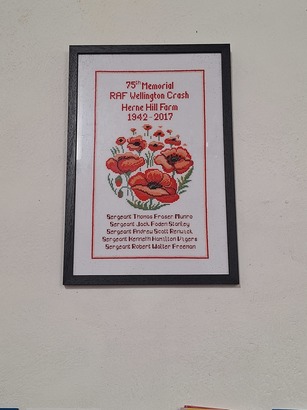 75th Memorial
RAF Wellington Crash
Herne Hill Farm
1942-2017
Sergeant Thomas Fraser Munro
Sergeant Jack Foden Stanley
Sergeant Andrew Scott Renwick
Sergeant Kenneth Hamilton Vigers
Sergeant Robert Walter Freeman